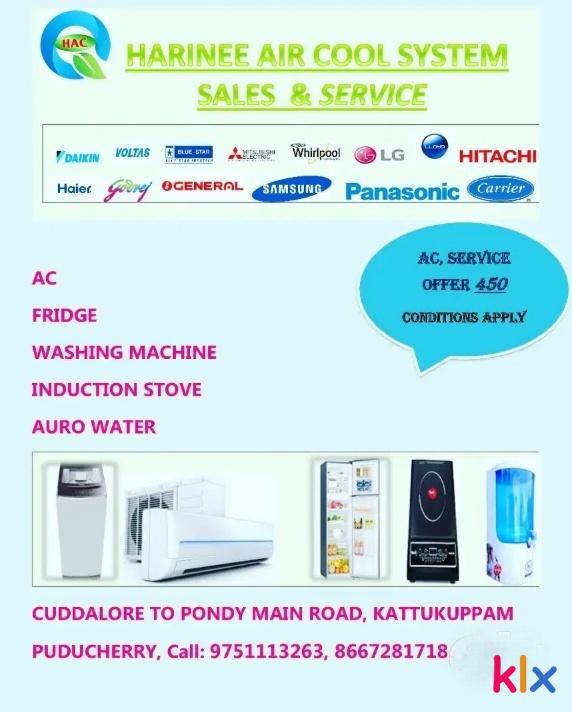 HAC
HARINEE AIR COOL SYSTEM
SALES & SERVICE
DAIKIN VOLTAS BLUE STAR MITSUBISHI ELECTRIC Whirlpool LG LLOYD HITACHI
Haier Godrej GENERAL SAMSUNG Panasonic Carrier
AC, SERVICE
OFFER 450
CONDITIONS APPLY
AC
FRIDGE
WASHING MACHINE
INDUCTION STOVE
AURO WATER
CUDDALORE TO PONDY MAIN ROAD, KATTUKUPPAM
PUDUCHERRY, Call: 9751113263, 8667281718
klx